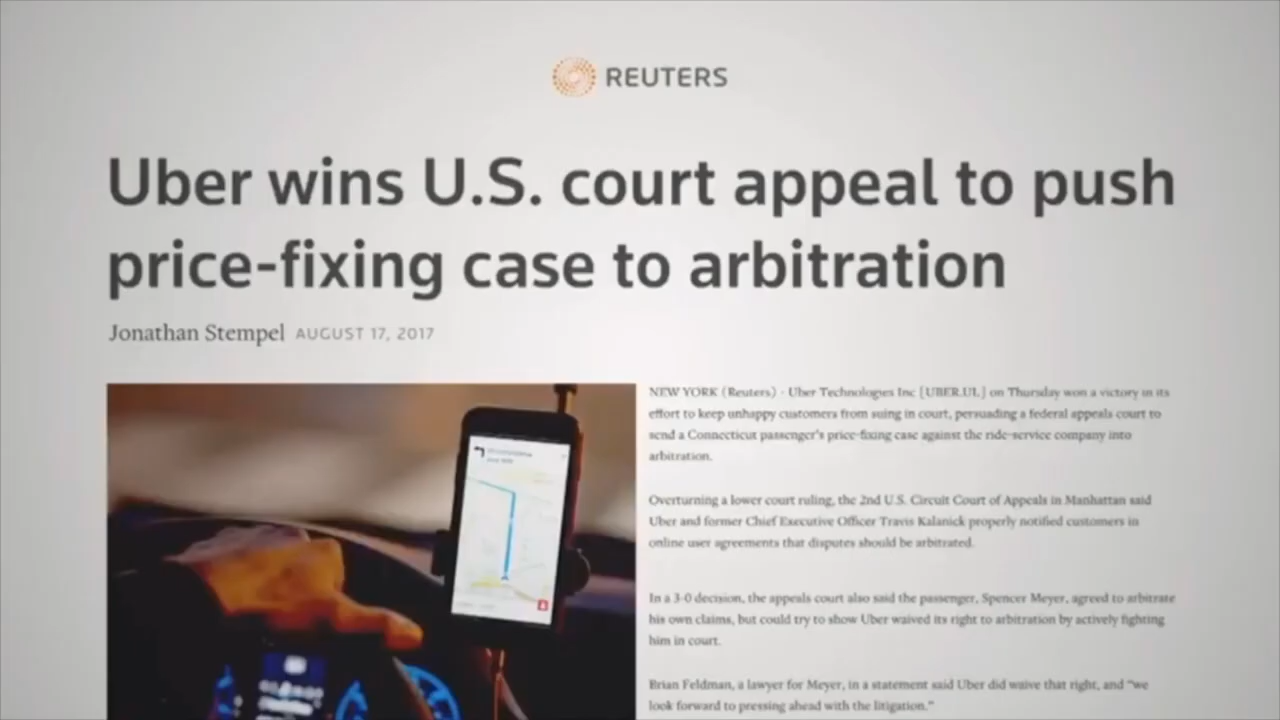 REUTERS
Uber wins U.S. court appeal to push
price-fixing case to arbitration
Jonathan Stempel AUGUST 17, 2017
NEW YORK (Reuters) - Uber Technologies Inc [UBER.UL] on Thursday won a victory in its
effort to keep unhappy customers from suing in court, persuading a federal appeals court to
send a Connecticut passenger's price-fixing case against the ride-service company into
arbitration.
Overturning a lower court ruling, the 2nd U.S. Circuit Court of Appeals in Manhattan said
Uber and former Chief Executive Officer Travis Kalanick properly notified customers in
online user agreements that disputes should be arbitrated.
In a 3-0 decision, the appeals court also said the passenger, Spencer Meyer, agreed to arbitrate
his own claims, but could try to show Uber waived its right to arbitration by actively fighting
him in court.
Brian Feldman, a lawyer for Meyer, in a statement said Uber did waive that right, and "we
look forward to pressing ahead with the litigation."